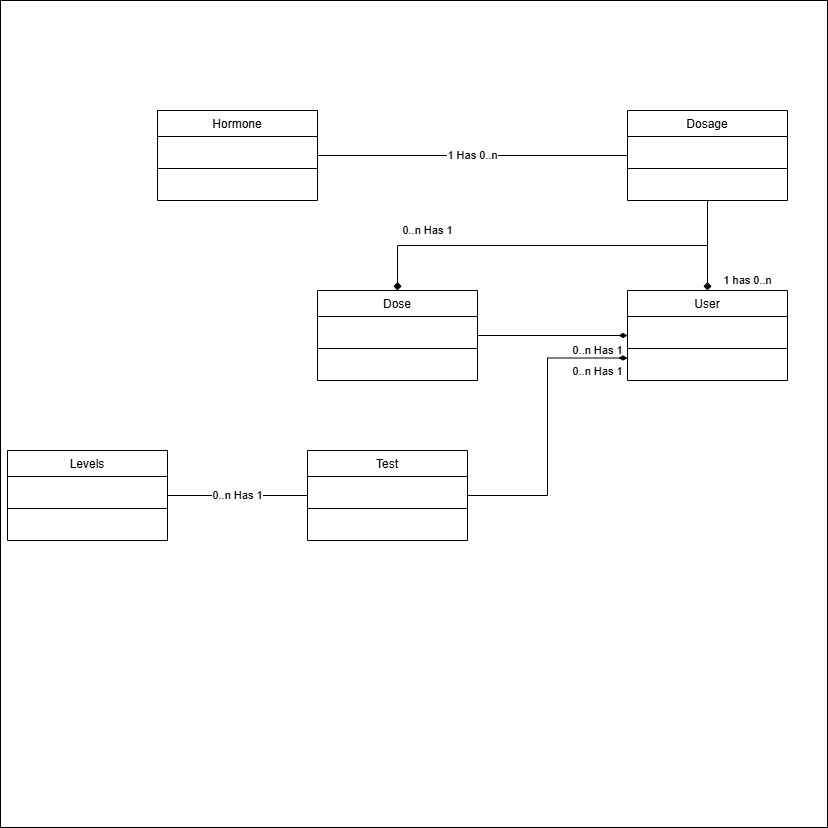 Hormone
Dosage
1 Has 0..n
0..n Has 1
1 has 0..n
Dose
User
0..n Has 1
0..n Has 1
Levels
Test
0..n Has 1